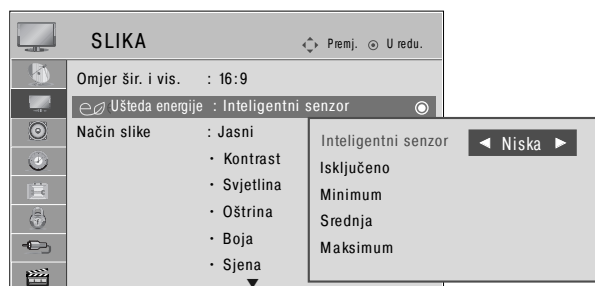 SLIKA
Premj. U redu.
Omjer šir. i vis. : 16:9
Ušteda energije : Inteligentni senzor
Način slike : Jasni
• Kontrast
• Svjetlina
• Oštrina
• Boja
• Sjena
Inteligentni senzor ◄ Niska ►
Isključeno
Minimum
Srednja
Maksimum